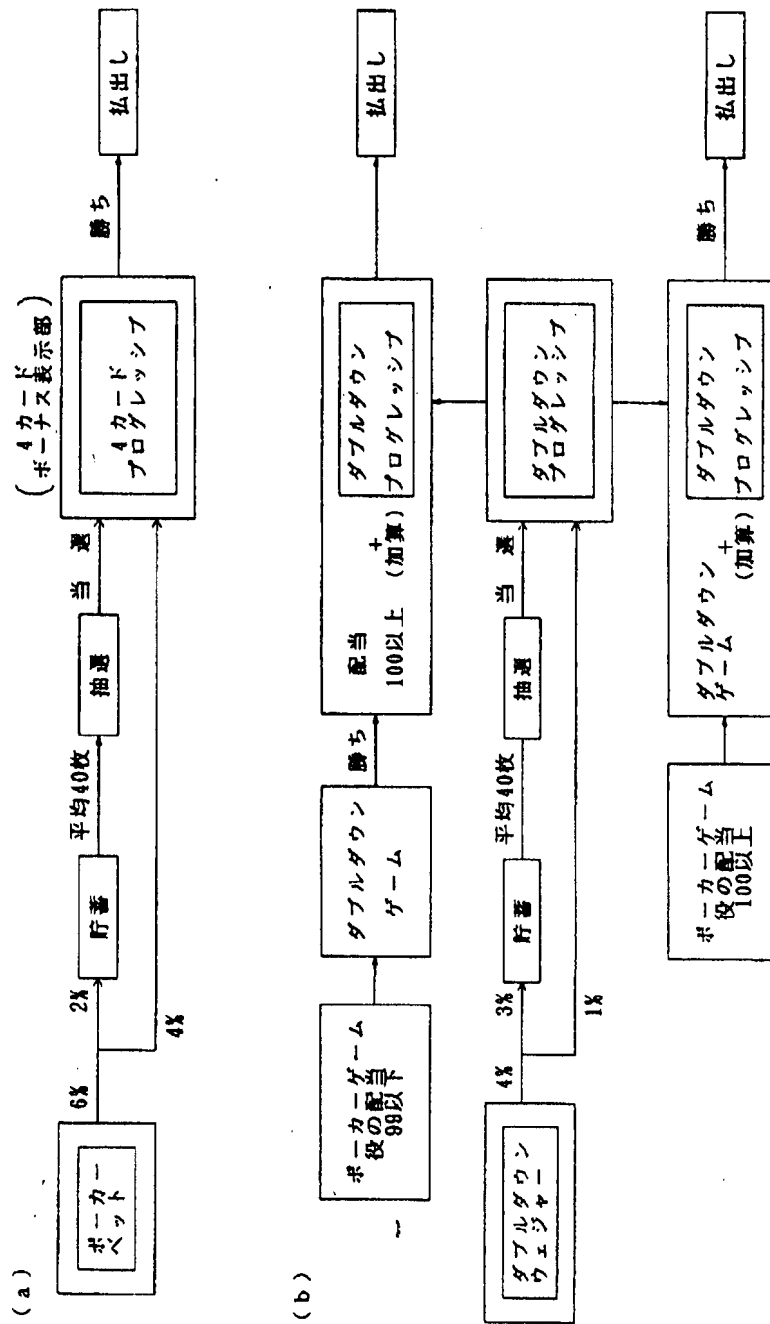 (a)
ポーカー
ベット
6%
2%
4%
貯蓄
平均40枚
抽選
当選
4カード
ボーナス表示部
4カード
プログレッシブ
勝ち
払出し
(b)
ポーカーゲーム
役の配当
99以下
ダブルダウン
ゲーム
勝ち
配当
100以上
+
(加算)
ダブルダウン
プログレッシブ
払出し
ダブルダウン
ウェジャー
4%
3%
1%
貯蓄
平均40枚
抽選
当選
ダブルダウン
プログレッシブ
ポーカーゲーム
役の配当
100以上
ダブルダウン
ゲーム
+
(加算)
ダブルダウン
プログレッシブ
勝ち
払出し